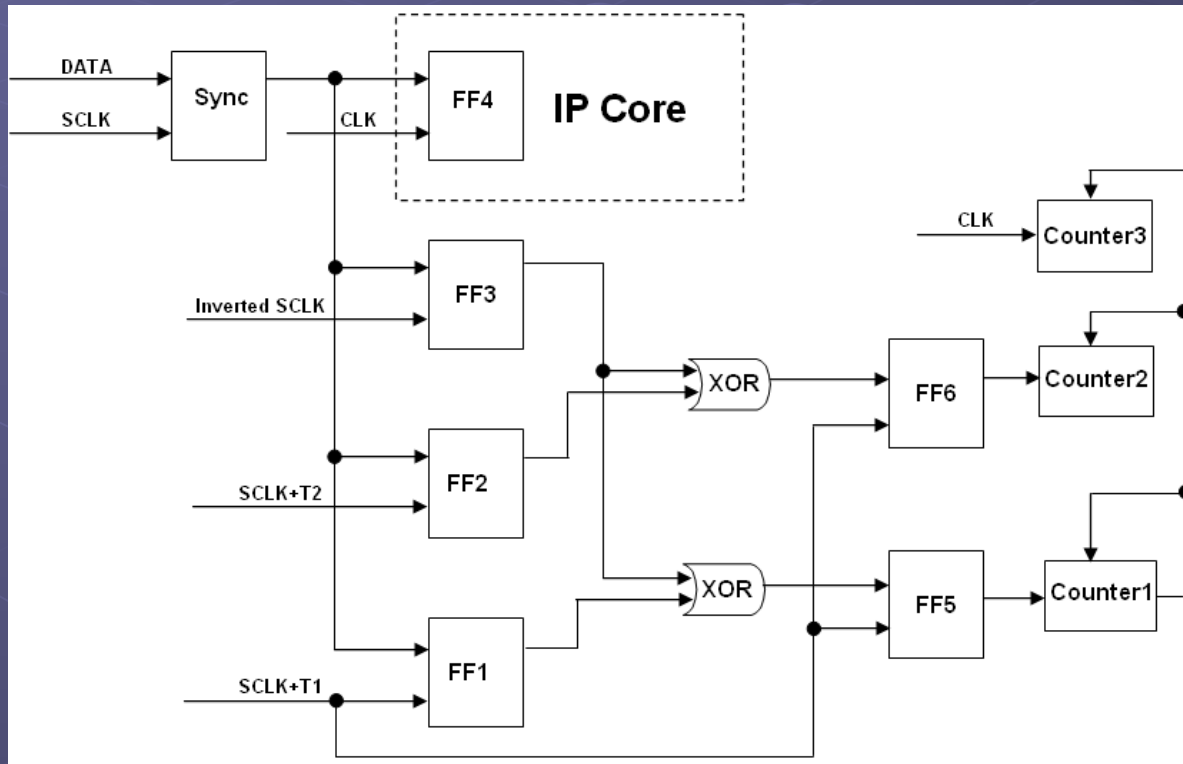 DATA
SCLK
Sync
CLK
FF4
IP Core
CLK
Counter3
Inverted SCLK
FF3
XOR
FF6
Counter2
SCLK+T2
FF2
XOR
FF5
Counter1
SCLK+T1
FF1